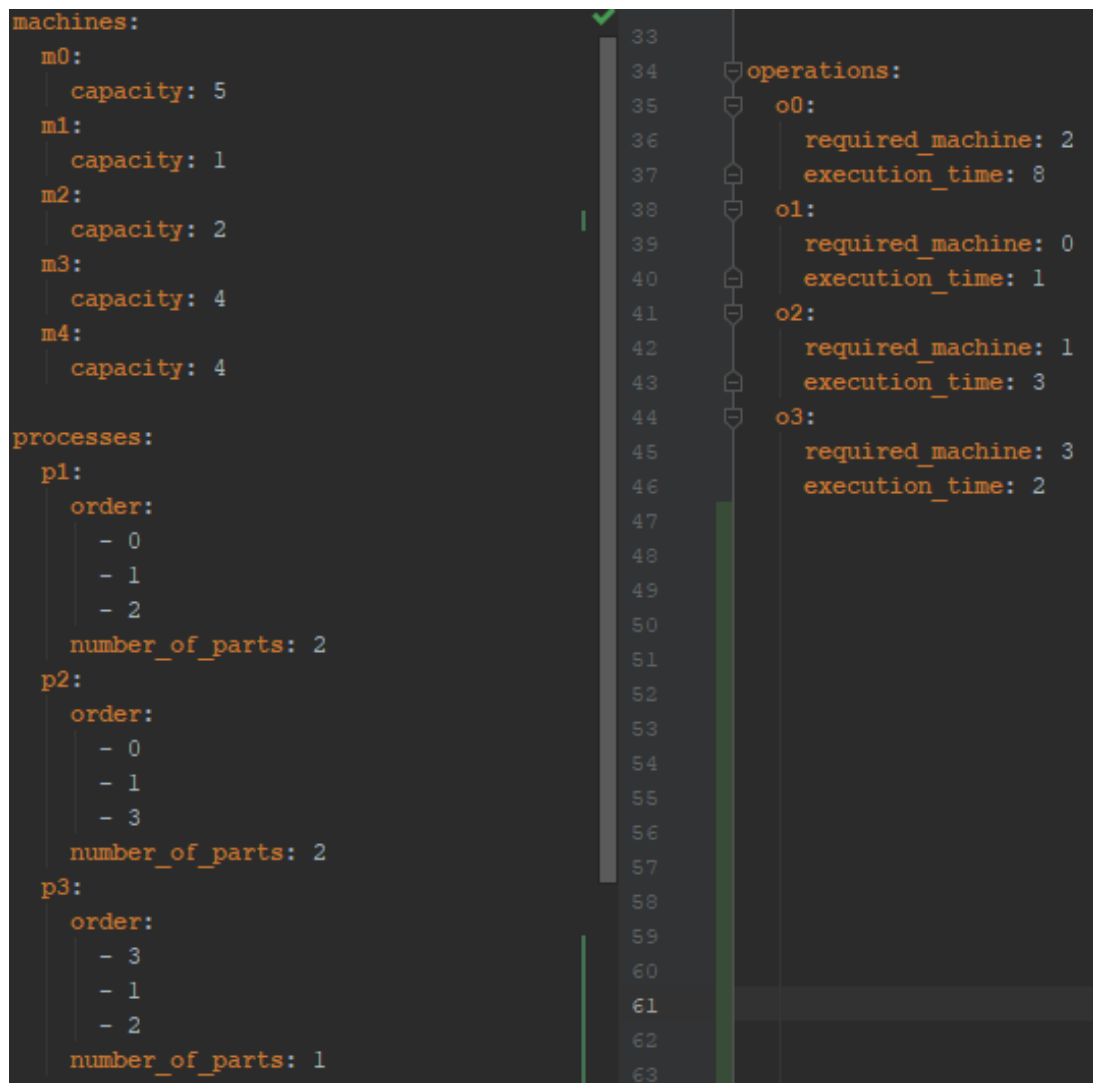 machines:
  m0:
    capacity: 5
  m1:
    capacity: 1
  m2:
    capacity: 2
  m3:
    capacity: 4
  m4:
    capacity: 4
processes:
  p1:
    order:
      - 0
      - 1
      - 2
    number_of_parts: 2
  p2:
    order:
      - 0
      - 1
      - 3
    number_of_parts: 2
  p3:
    order:
      - 3
      - 1
      - 2
    number_of_parts: 1
33
34 operations:
35   o0:
36     required_machine: 2
37     execution_time: 8
38   o1:
39     required_machine: 0
40     execution_time: 1
41   o2:
42     required_machine: 1
43     execution_time: 3
44   o3:
45     required_machine: 3
46     execution_time: 2
47
48
49
50
51
52
53
54
55
56
57
58
59
60
61
62
63